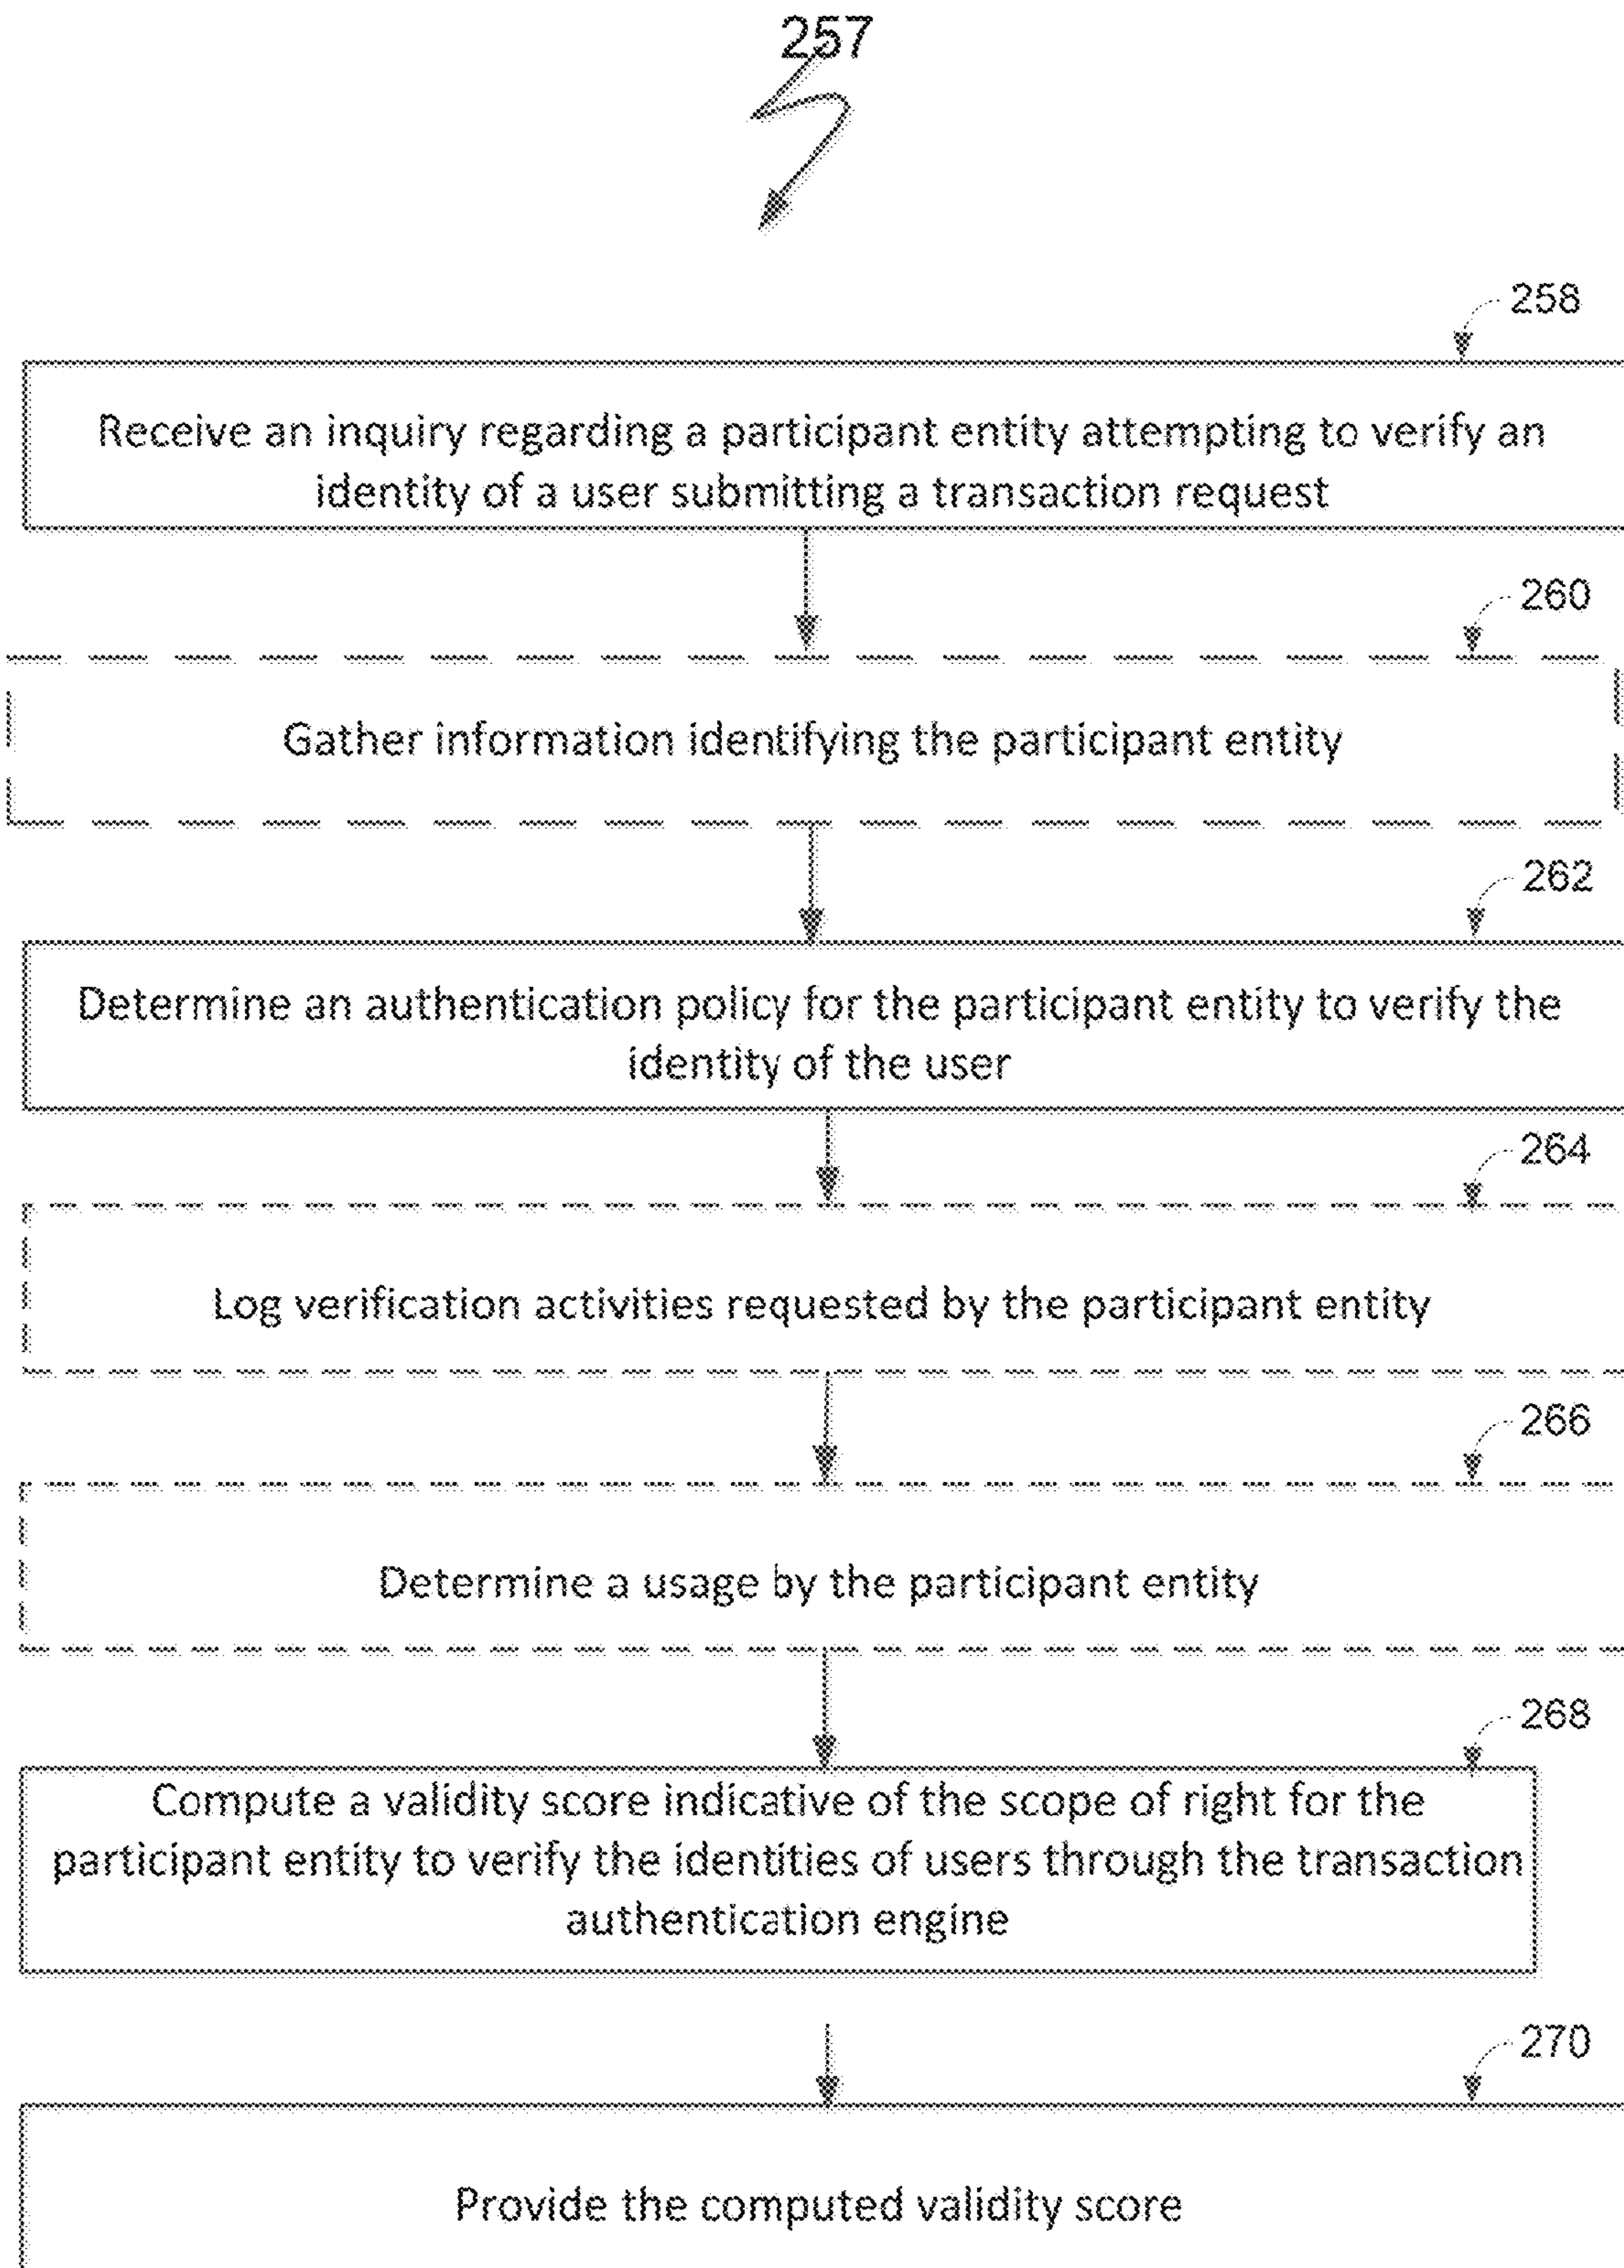 257
258
Receive an inquiry regarding a participant entity attempting to verify an
identity of a user submitting a transaction request
260
Gather information identifying the participant entity
262
Determine an authentication policy for the participant entity to verify the
identity of the user
264
Log verification activities requested by the participant entity
266
Determine a usage by the participant entity
268
Compute a validity score indicative of the scope of right for the
participant entity to verify the identities of users through the transaction
authentication engine
270
Provide the computed validity score